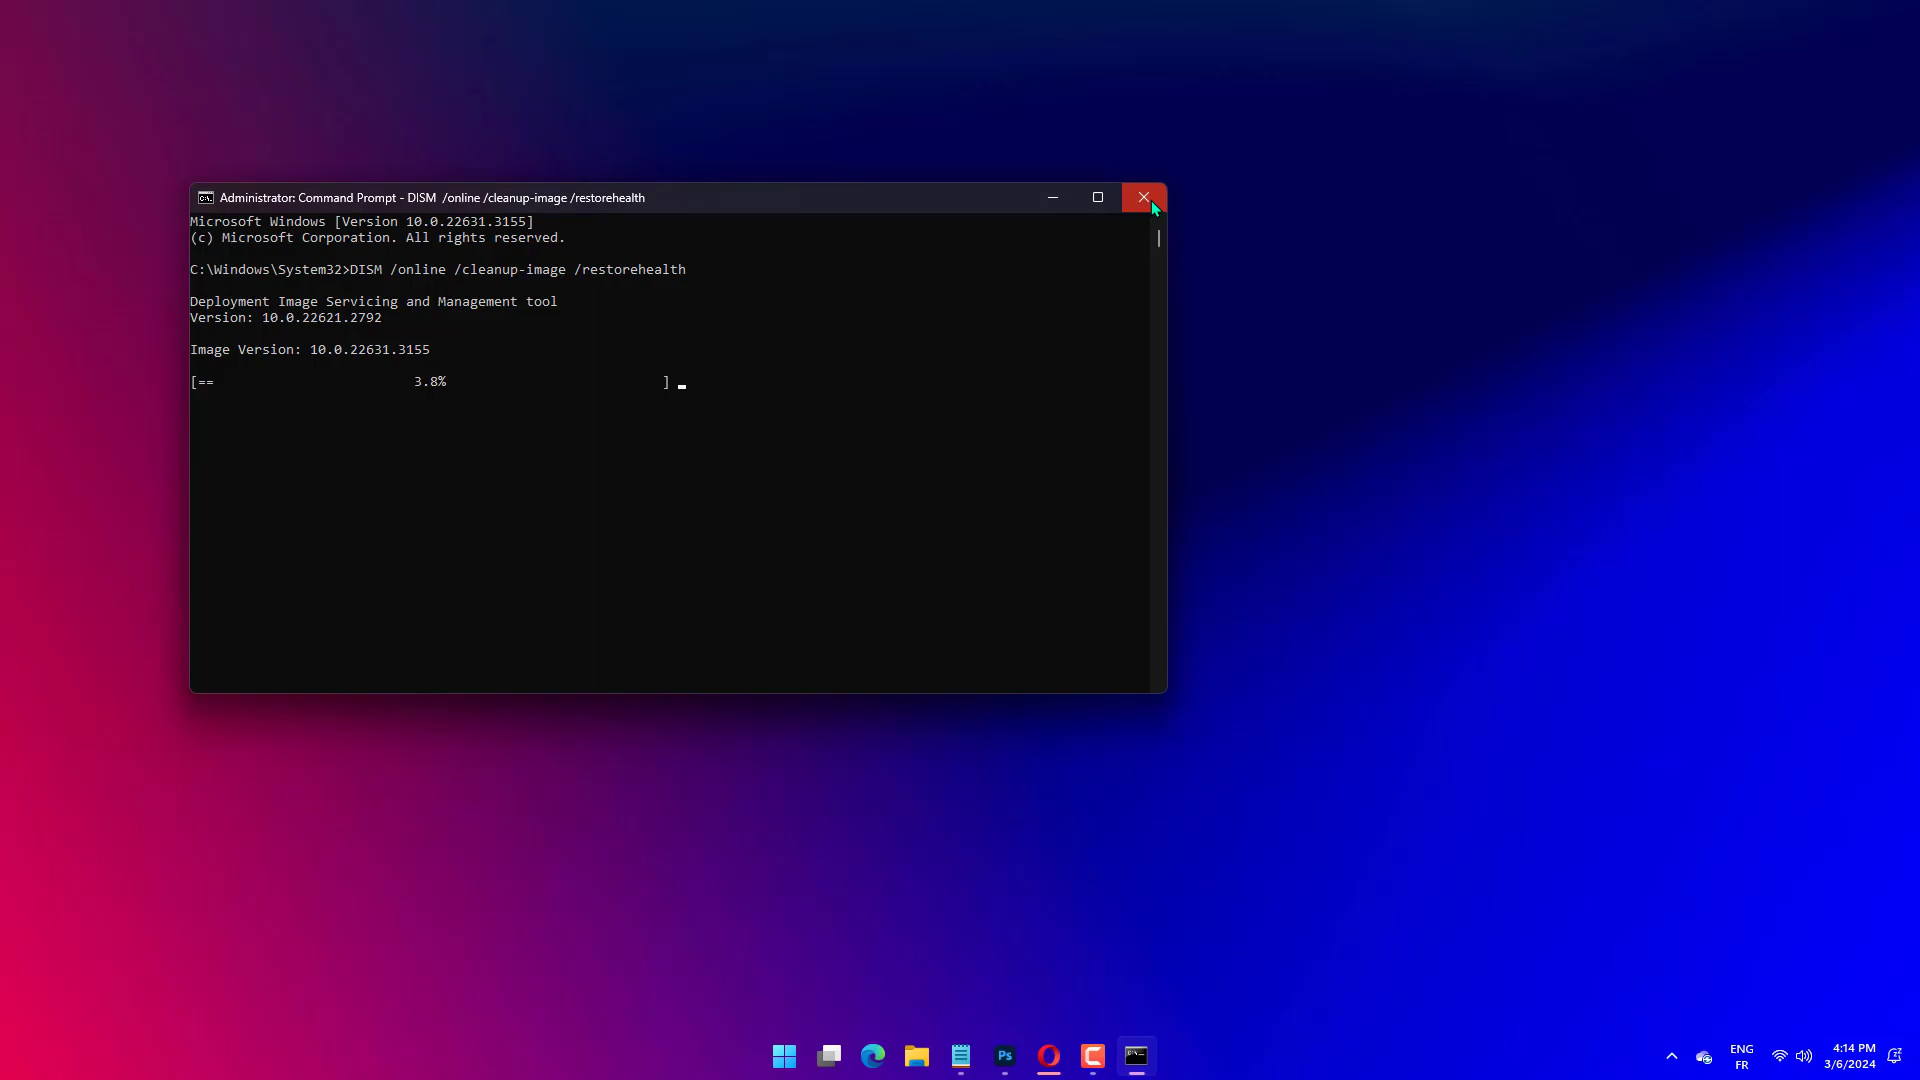 Administrator: Command Prompt - DISM  /online /cleanup-image /restorehealth
Microsoft Windows [Version 10.0.22631.3155]
(c) Microsoft Corporation. All rights reserved.
C:\Windows\System32>DISM /online /cleanup-image /restorehealth
Deployment Image Servicing and Management tool
Version: 10.0.22621.2792
Image Version: 10.0.22631.3155
[==                         3.8%                           ]
Ps
ENG
FR
4:14 PM
3/6/2024